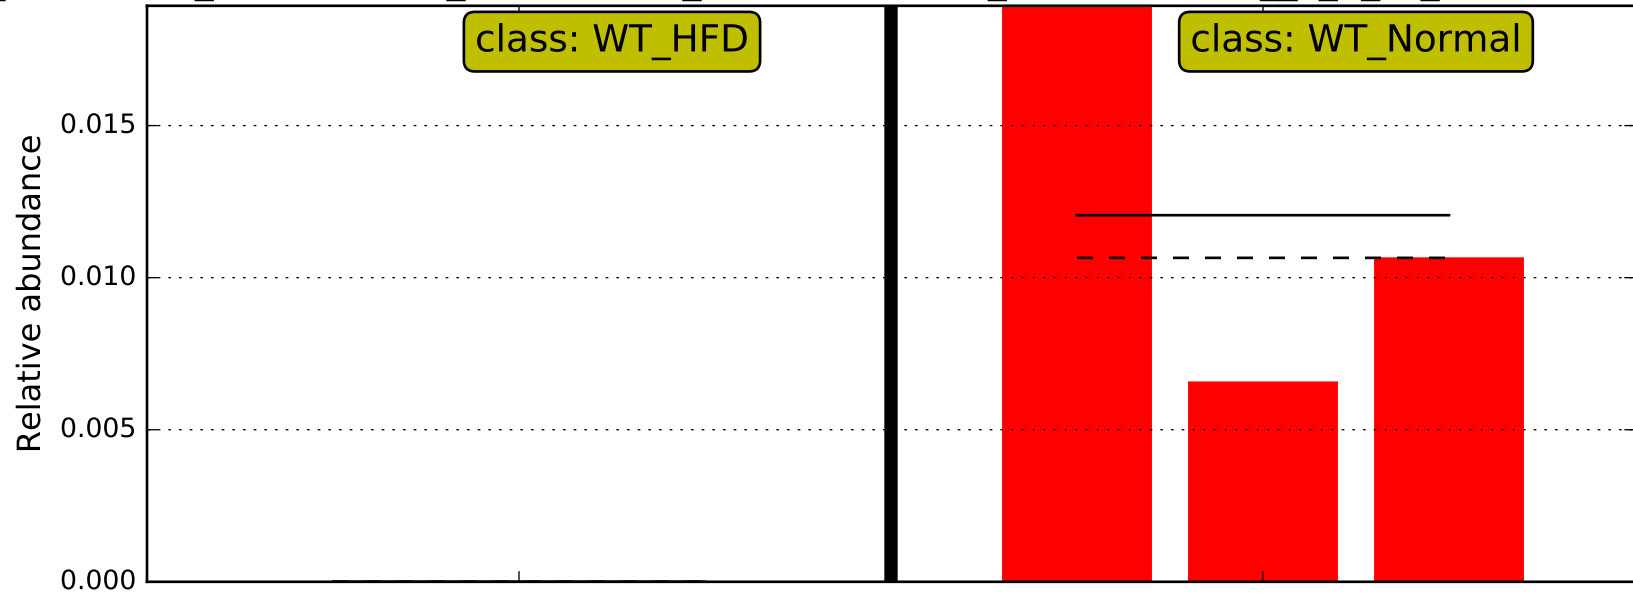 class: WT_HFD
class: WT_Normal
0.015
0.010
0.005
0.000
Relative abundance